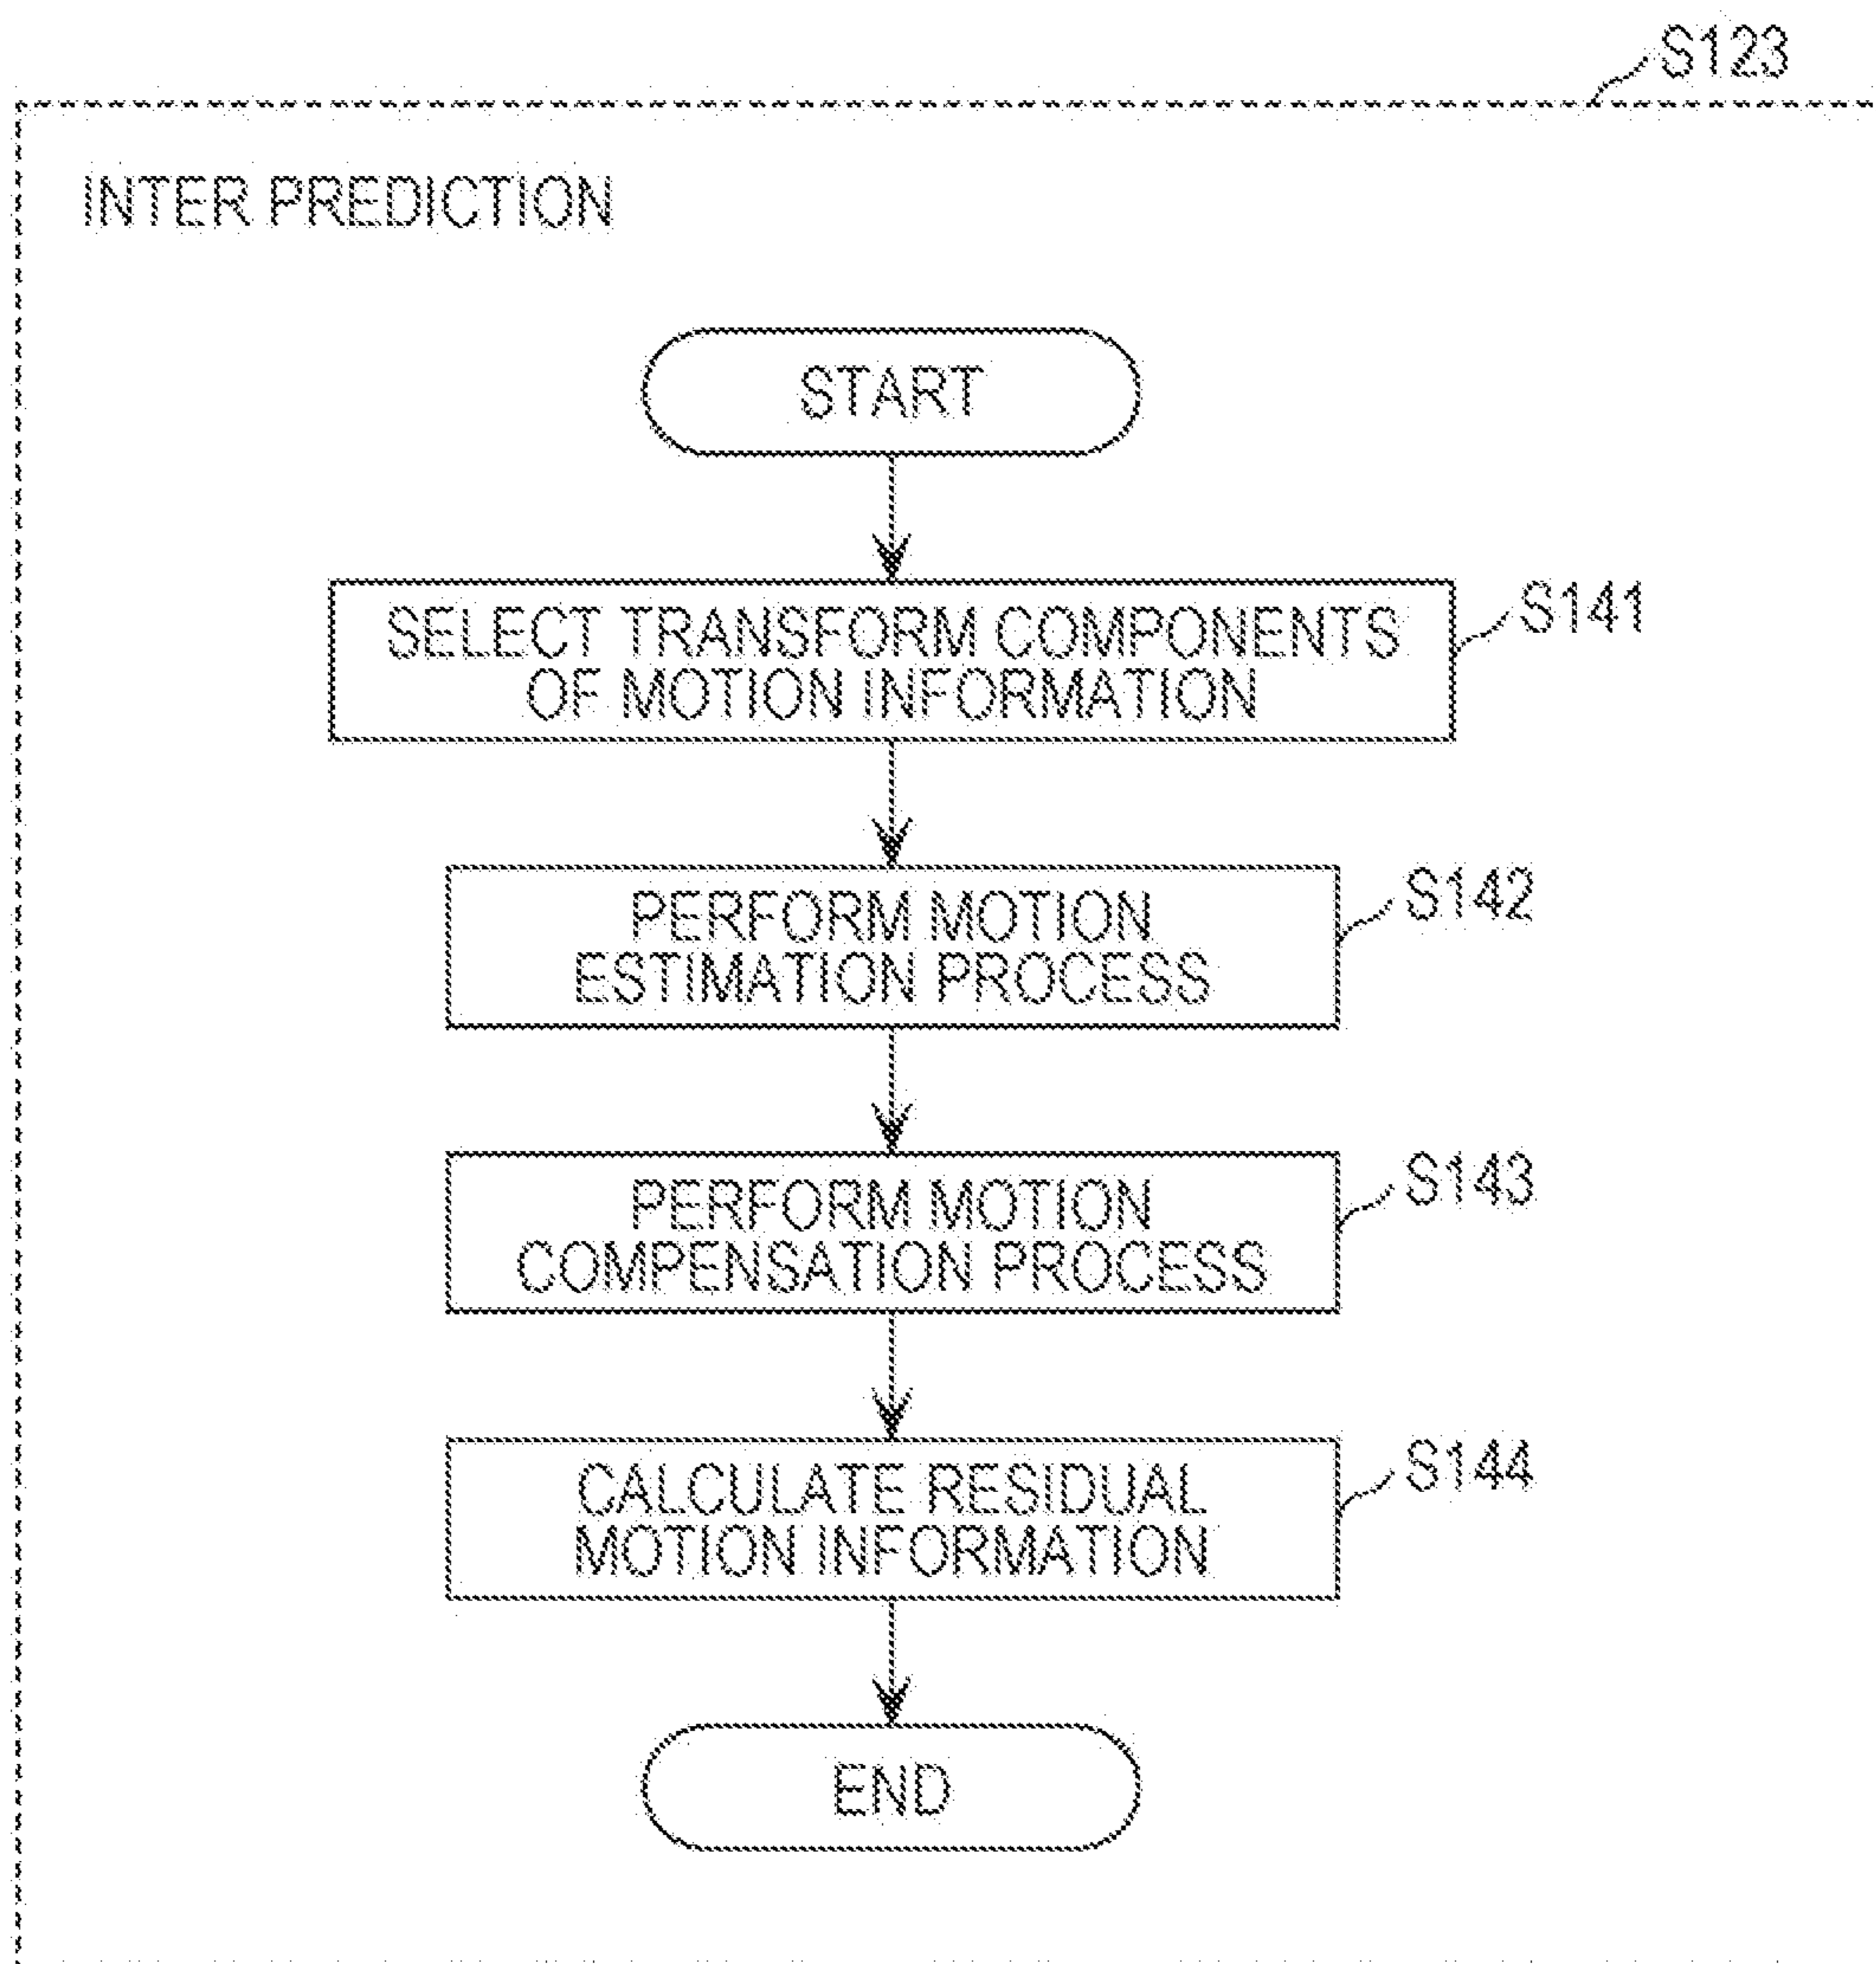 S123
INTER PREDICTION
START
SELECT TRANSFORM COMPONENTS
OF MOTION INFORMATION
S141
PERFORM MOTION
ESTIMATION PROCESS
S142
PERFORM MOTION
COMPENSATION PROCESS
S143
CALCULATE RESIDUAL
MOTION INFORMATION
S144
END